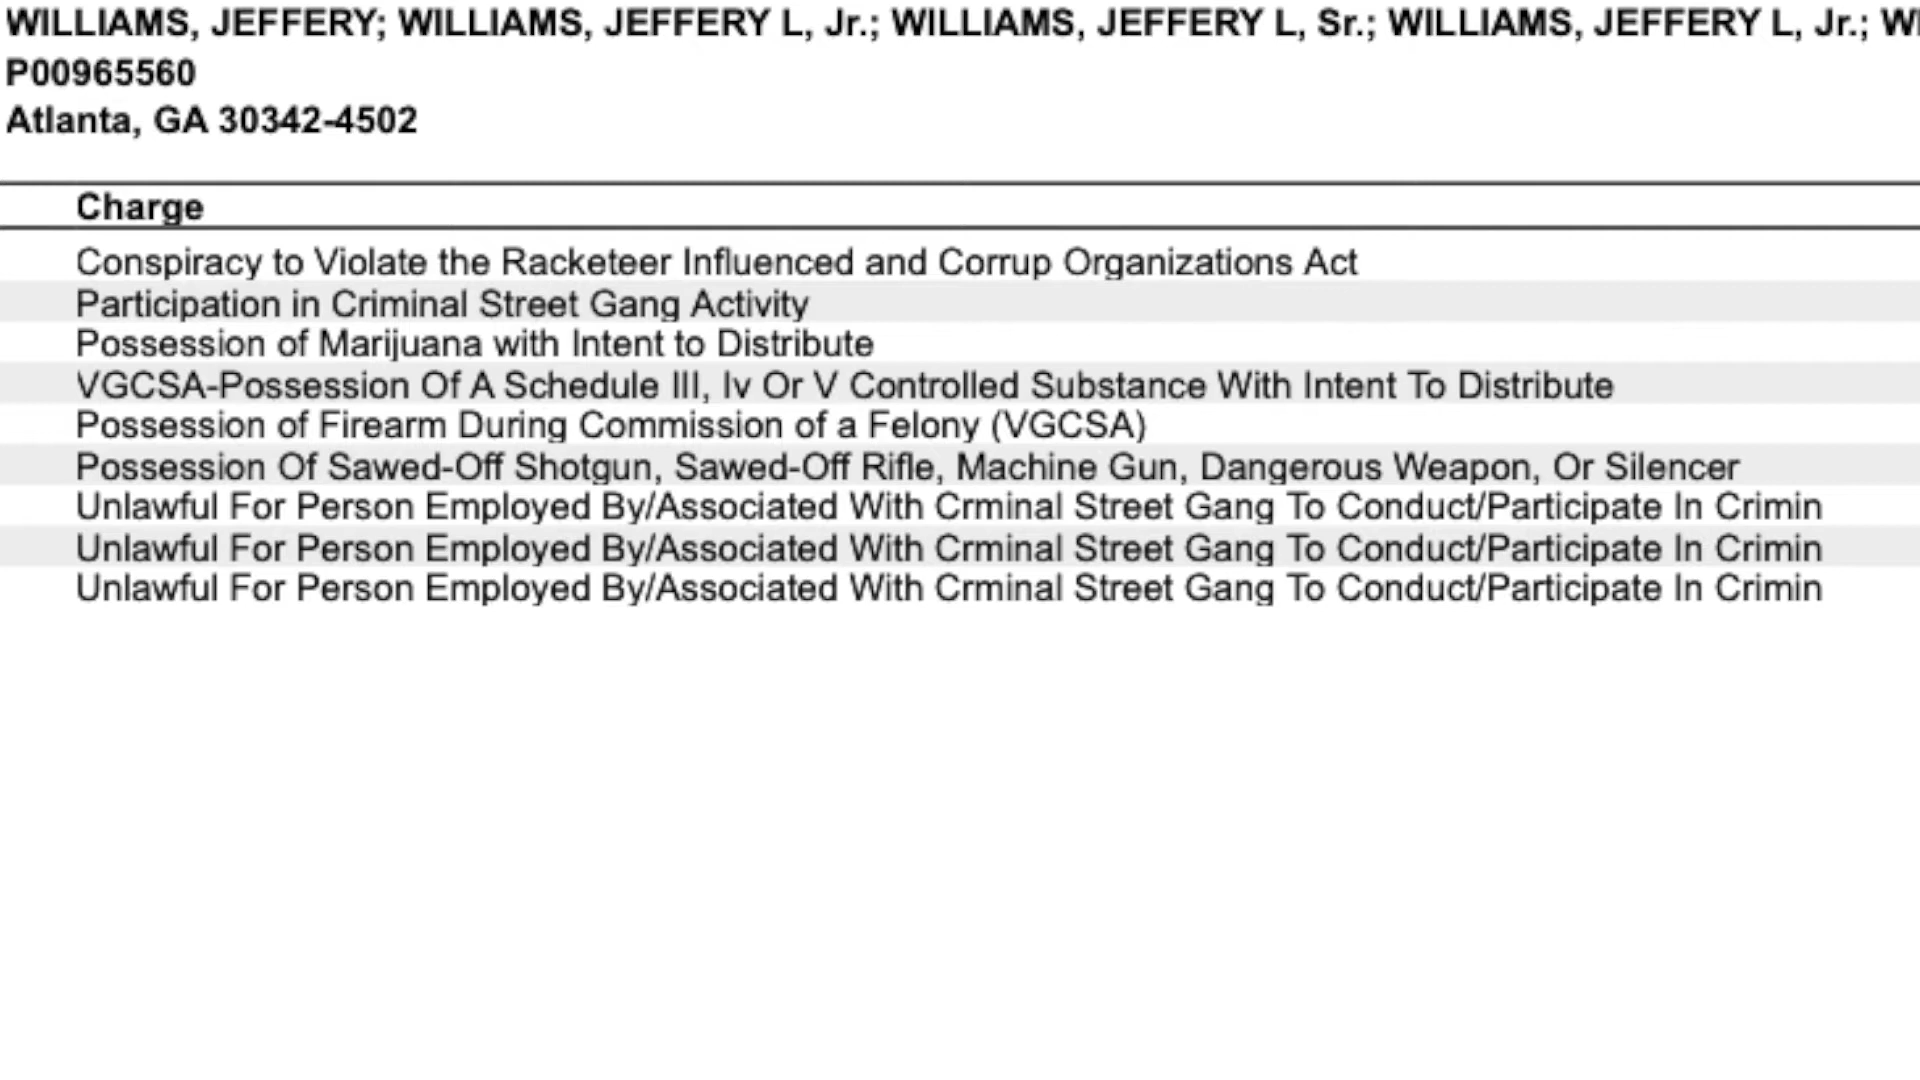 WILLIAMS, JEFFERY; WILLIAMS, JEFFERY L, Jr.; WILLIAMS, JEFFERY L, Sr.; WILLIAMS, JEFFERY L, Jr.; WI
P00965560
Atlanta, GA 30342-4502
Charge
Conspiracy to Violate the Racketeer Influenced and Corrup Organizations Act
Participation in Criminal Street Gang Activity
Possession of Marijuana with Intent to Distribute
VGCSA-Possession Of A Schedule III, Iv Or V Controlled Substance With Intent To Distribute
Possession of Firearm During Commission of a Felony (VGCSA)
Possession Of Sawed-Off Shotgun, Sawed-Off Rifle, Machine Gun, Dangerous Weapon, Or Silencer
Unlawful For Person Employed By/Associated With Crminal Street Gang To Conduct/Participate In Crimin
Unlawful For Person Employed By/Associated With Crminal Street Gang To Conduct/Participate In Crimin
Unlawful For Person Employed By/Associated With Crminal Street Gang To Conduct/Participate In Crimin